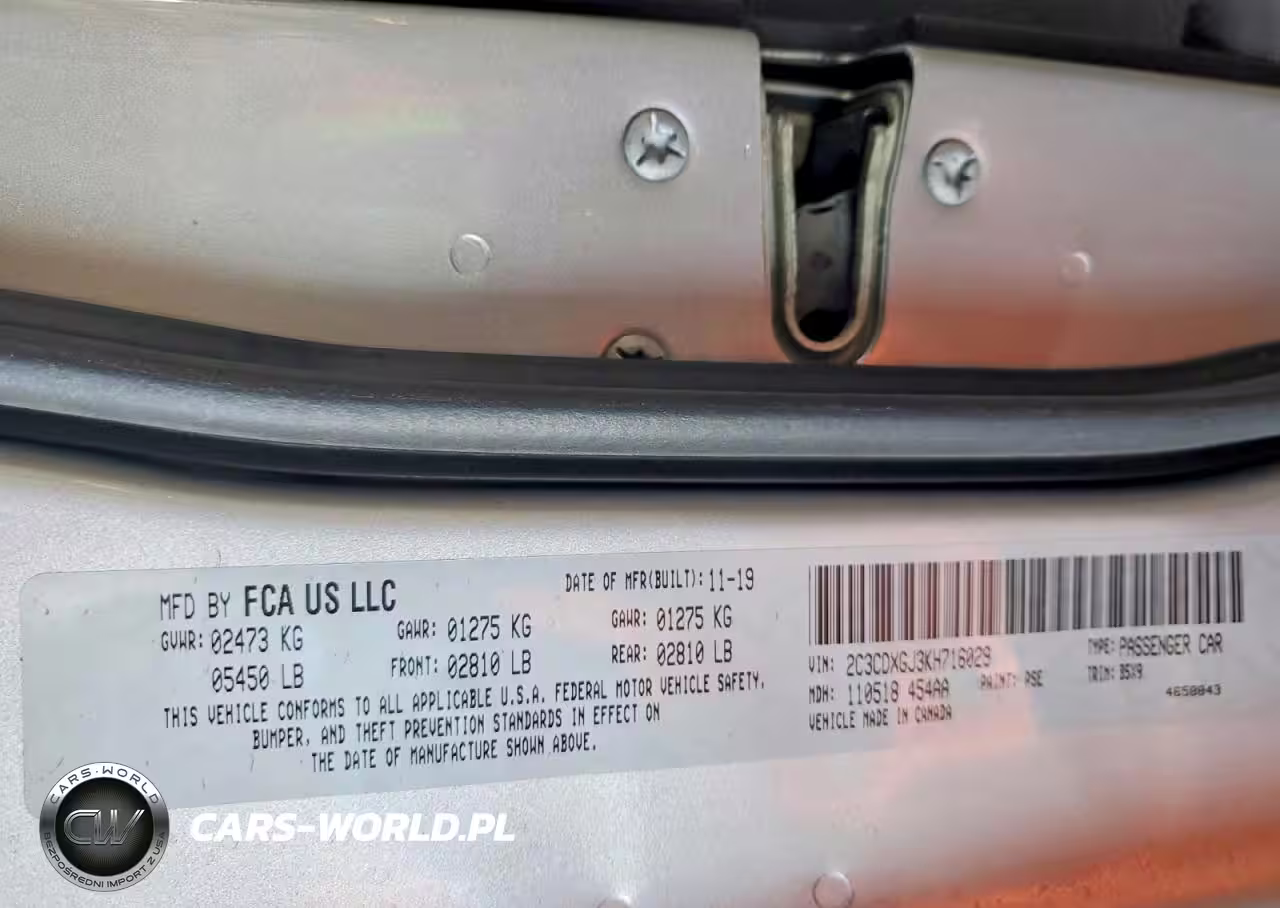 MFD BY FCA US LLC
DATE OF MFR(BUILT): 11-19
GVWR: 02473 KG
GAWR: 01275 KG
GAWR: 01275 KG
05450 LB
FRONT: 02810 LB
REAR: 02810 LB
THIS VEHICLE CONFORMS TO ALL APPLICABLE U.S.A. FEDERAL MOTOR VEHICLE SAFETY,
BUMPER, AND THEFT PREVENTION STANDARDS IN EFFECT ON
THE DATE OF MANUFACTURE SHOWN ABOVE.
VIN: 2C3CDXGJ3KH716029
TYPE: PASSENGER CAR
MDH: 110518 454AA
PAINT: PSE
TRIM: B5X9
4650843
VEHICLE MADE IN CANADA
CARS-WORLD
CW
BEZPOŚREDNI IMPORT Z USA
CARS-WORLD.PL